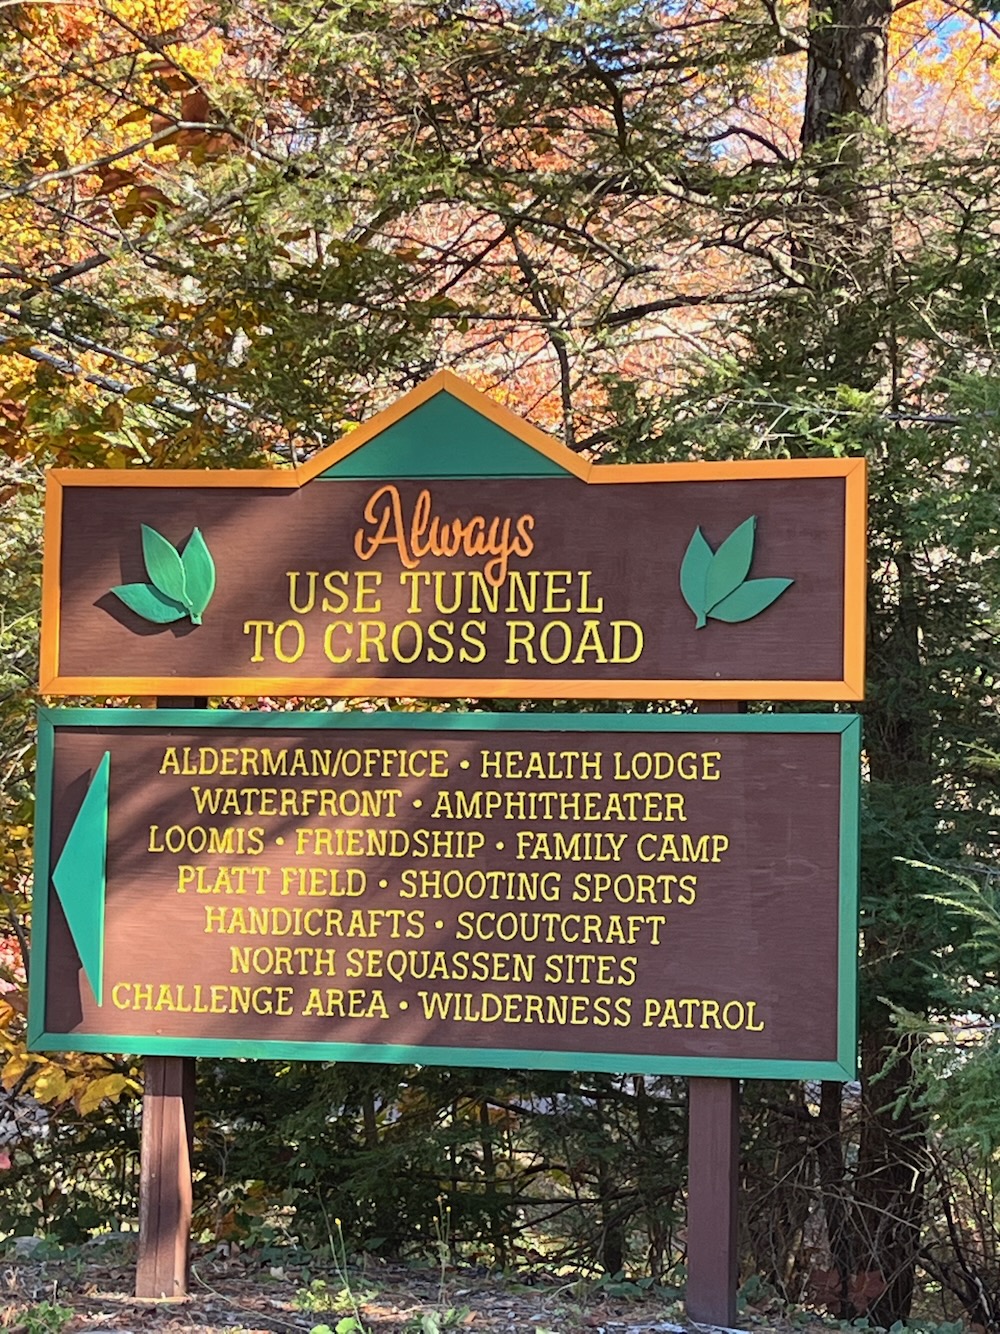 Always
USE TUNNEL
TO CROSS ROAD
ALDERMAN/OFFICE • HEALTH LODGE
WATERFRONT • AMPHITHEATER
LOOMIS • FRIENDSHIP • FAMILY CAMP
PLATT FIELD • SHOOTING SPORTS
HANDICRAFTS • SCOUTCRAFT
NORTH SEQUASSEN SITES
CHALLENGE AREA • WILDERNESS PATROL